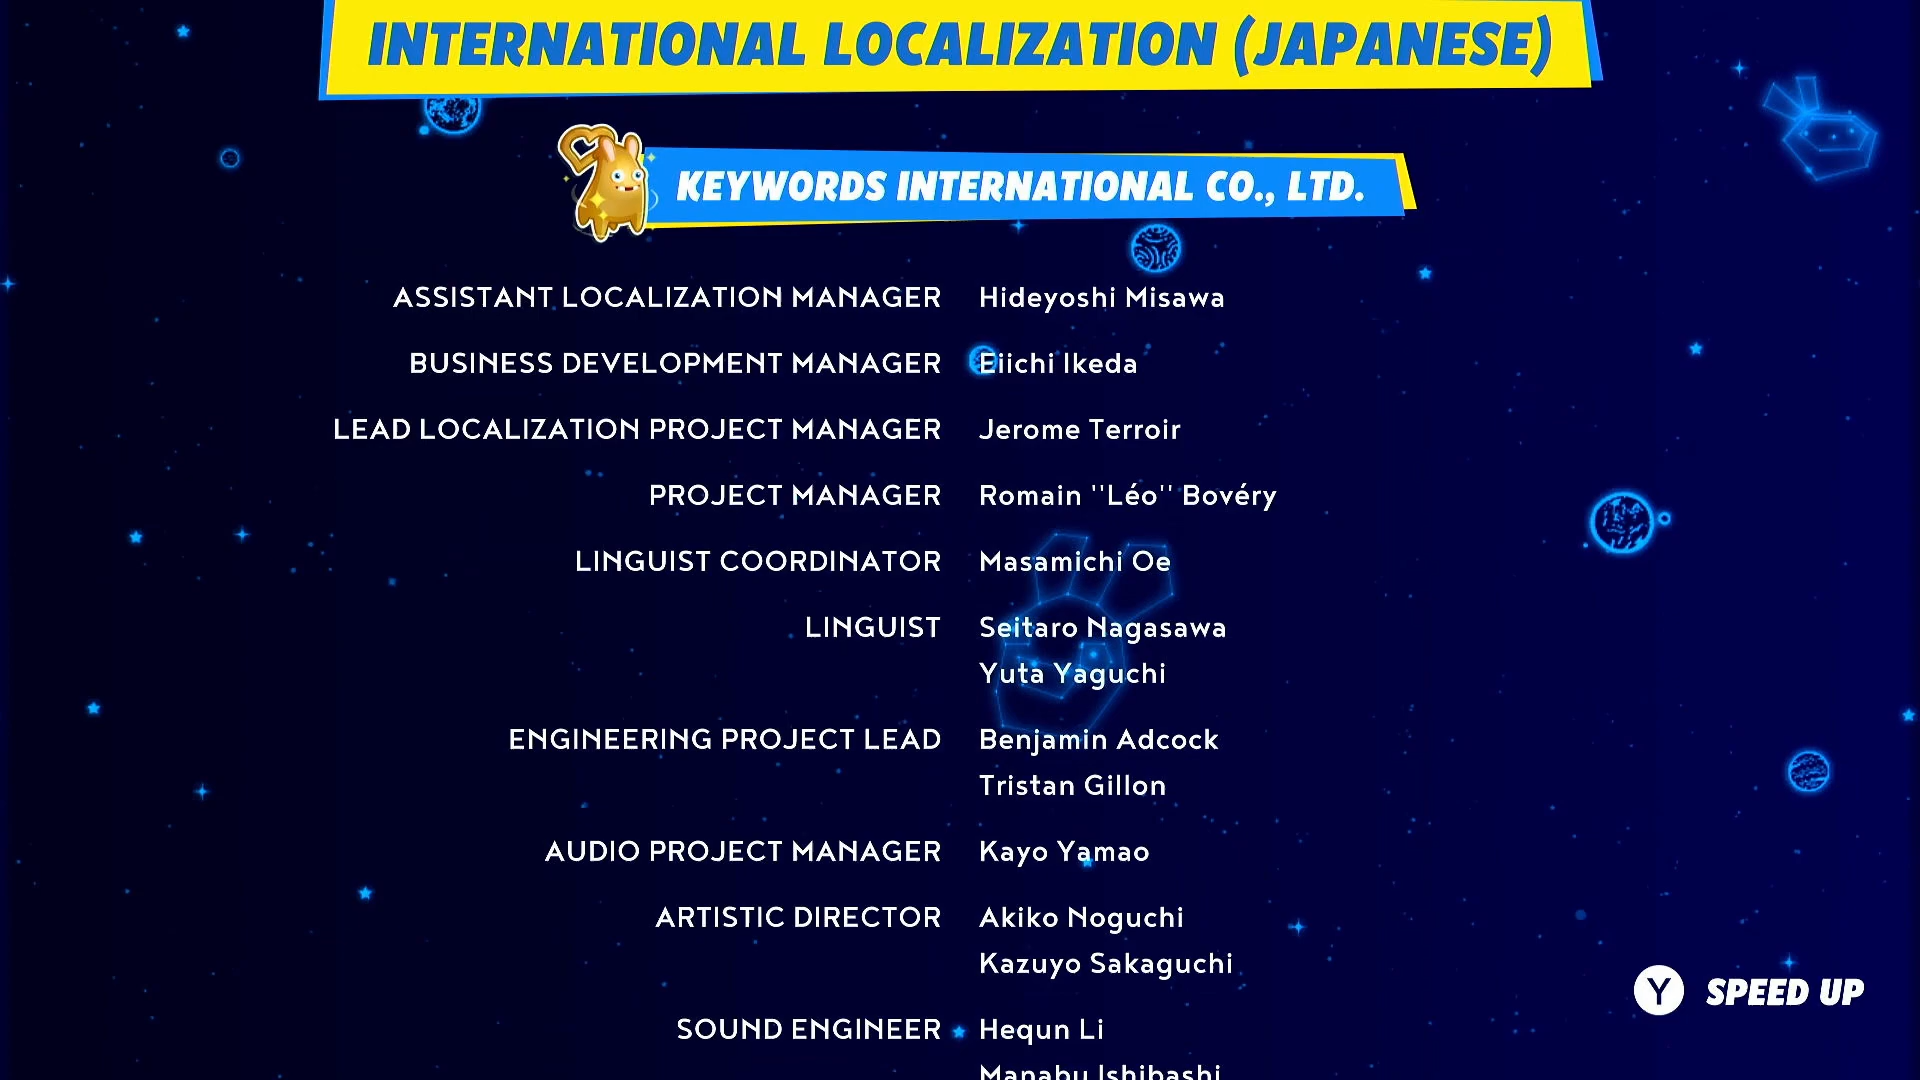 INTERNATIONAL LOCALIZATION (JAPANESE)
KEYWORDS INTERNATIONAL CO., LTD.
ASSISTANT LOCALIZATION MANAGER Hideyoshi Misawa
BUSINESS DEVELOPMENT MANAGER Eiichi Ikeda
LEAD LOCALIZATION PROJECT MANAGER Jerome Terroir
PROJECT MANAGER Romain ''Léo'' Bovéry
LINGUIST COORDINATOR Masamichi Oe
LINGUIST Seitaro Nagasawa
Yuta Yaguchi
ENGINEERING PROJECT LEAD Benjamin Adcock
Tristan Gillon
AUDIO PROJECT MANAGER Kayo Yamao
ARTISTIC DIRECTOR Akiko Noguchi
Kazuyo Sakaguchi
SOUND ENGINEER Hequn Li
Manabu Ishibashi
Y SPEED UP